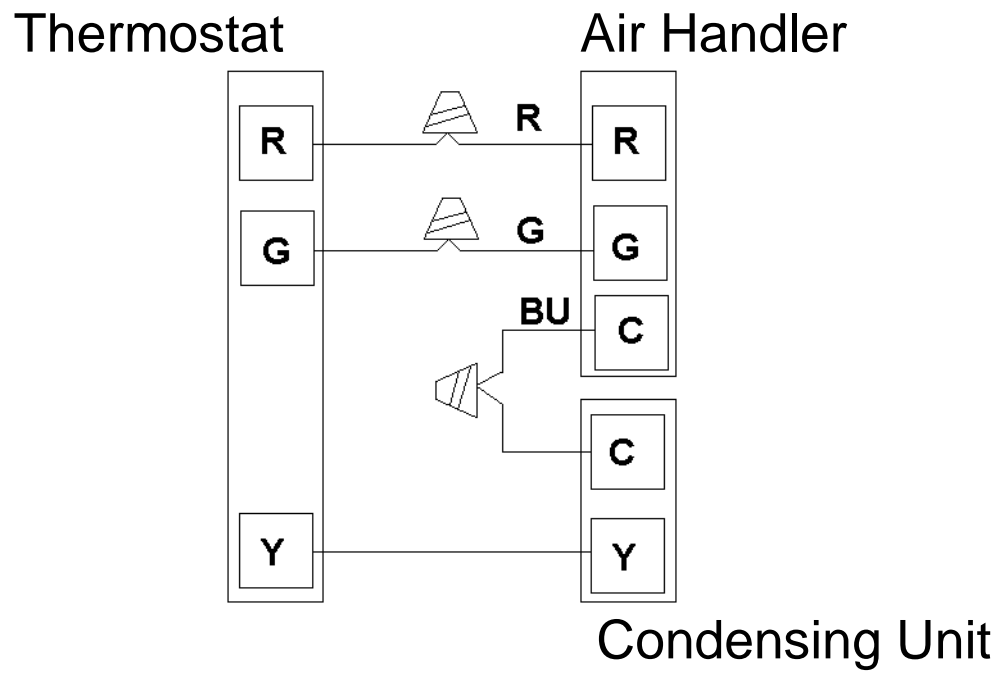 Thermostat Air Handler
R R R
G G G
BU
C
C
Y Y
Condensing Unit